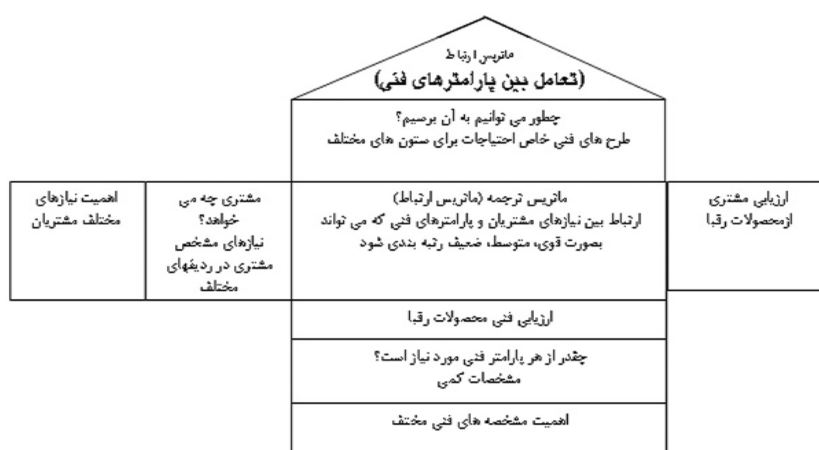 ماتریس ارتباط
(تعامل بین پارامترهای فنی)
چطور می توانیم به آن برسیم؟
طرح های فنی خاص احتیاجات برای ستون های مختلف
ارزیابی مشتری
ازمحصولات رقبا
ماتریس ترجمه (ماتریس ارتباط)
ارتباط بین نیازهای مشتریان و پارامترهای فنی که می تواند
بصورت قوی، متوسط، ضعیف رتبه بندی شود
مشتری چه می
خواهد؟
نیازهای مشخص
مشتری در ردیفهای
مختلف
اهمیت نیازهای
مختلف مشتریان
ارزیابی فنی محصولات رقبا
چقدر از هر پارامتر فنی مورد نیاز است؟
مشخصات کمی
اهمیت مشخصه های فنی مختف